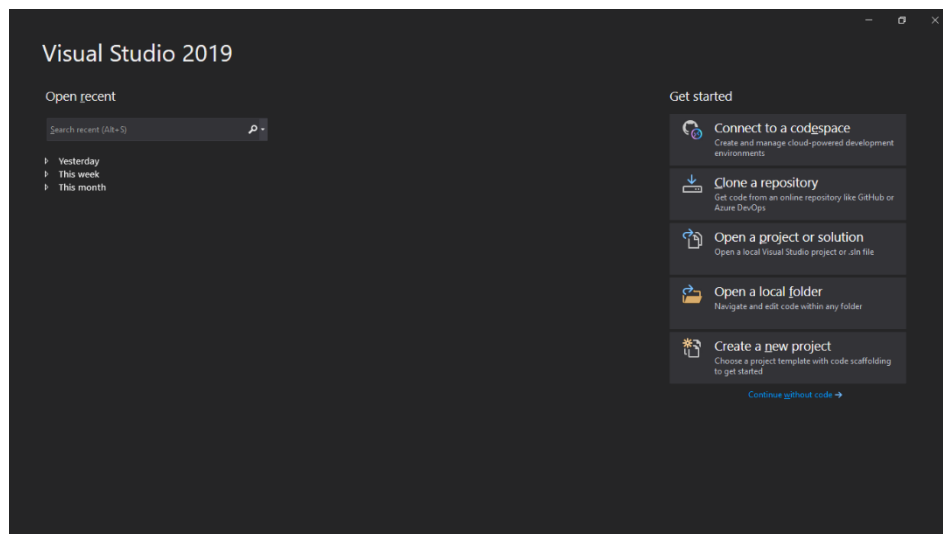 Visual Studio 2019
Open recent
Search recent (Alt+S)
Yesterday
This week
This month
Get started
Connect to a codespace
Create and manage cloud-powered development
environments
Clone a repository
Get code from an online repository like GitHub or
Azure DevOps
Open a project or solution
Open a local Visual Studio project or .sln file
Open a local folder
Navigate and edit code within any folder
Create a new project
Choose a project template with code scaffolding
to get started
Continue without code →